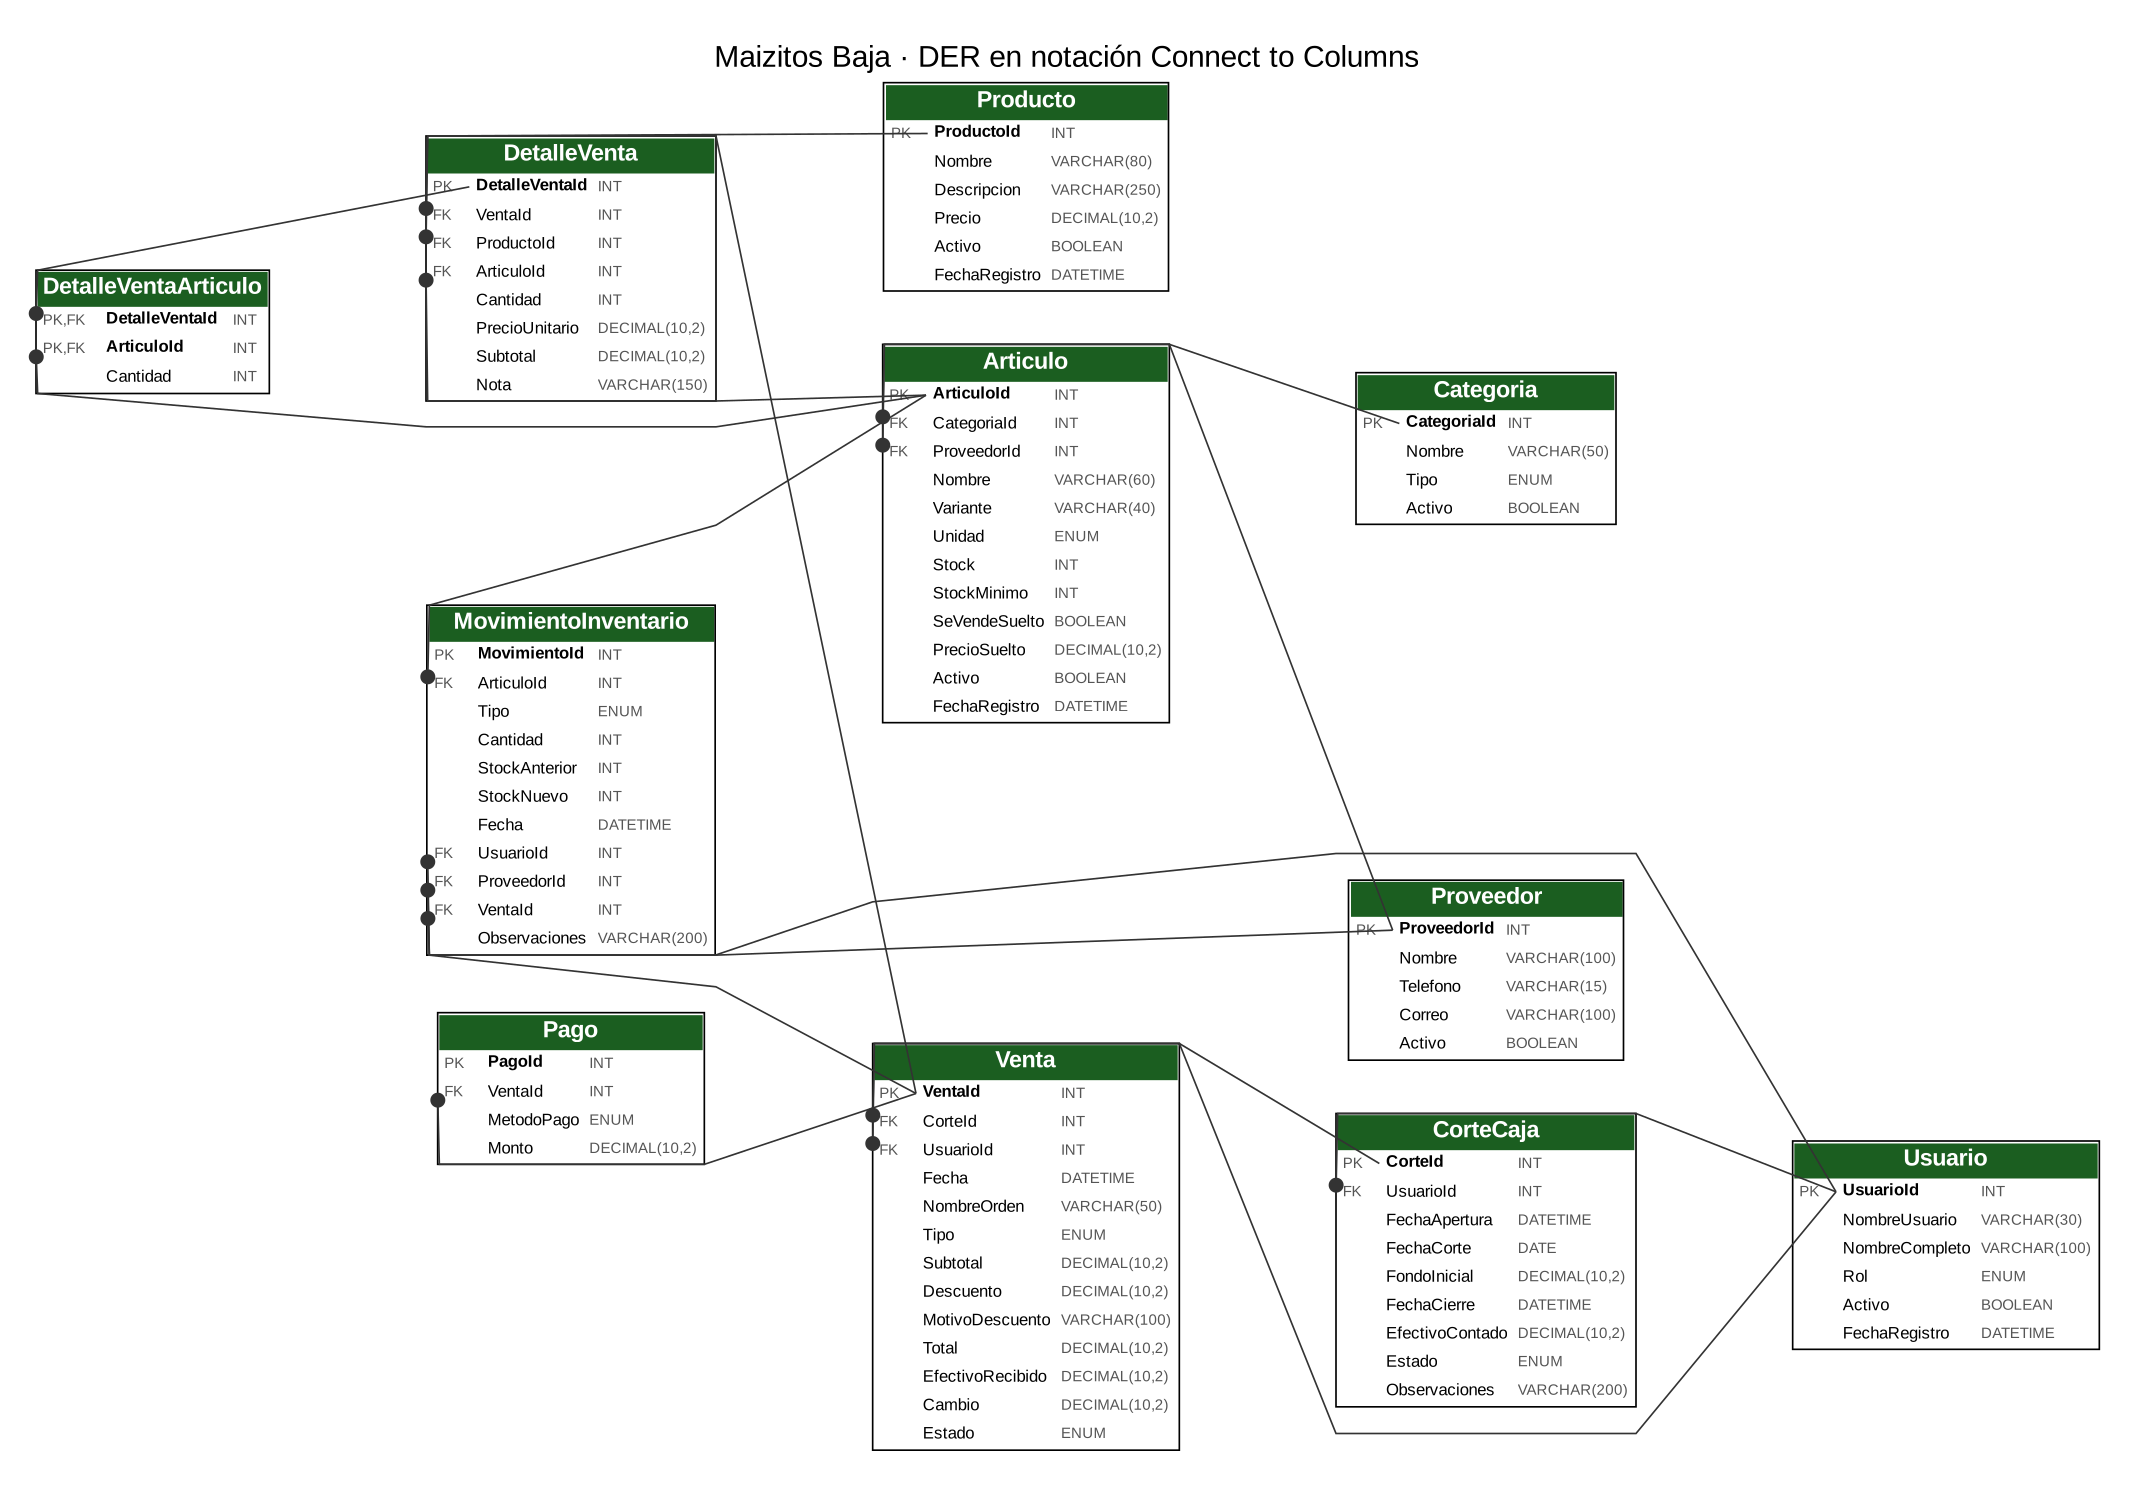 Maizitos Baja · DER en notación Connect to Columns
Producto
PK ProductoId INT
Nombre VARCHAR(80)
Descripcion VARCHAR(250)
Precio DECIMAL(10,2)
Activo BOOLEAN
FechaRegistro DATETIME
DetalleVenta
PK DetalleVentaId INT
FK VentaId INT
FK ProductoId INT
FK ArticuloId INT
Cantidad INT
PrecioUnitario DECIMAL(10,2)
Subtotal DECIMAL(10,2)
Nota VARCHAR(150)
DetalleVentaArticulo
PK,FK DetalleVentaId INT
PK,FK ArticuloId INT
Cantidad INT
Articulo
PK ArticuloId INT
FK CategoriaId INT
FK ProveedorId INT
Nombre VARCHAR(60)
Variante VARCHAR(40)
Unidad ENUM
Stock INT
StockMinimo INT
SeVendeSuelto BOOLEAN
PrecioSuelto DECIMAL(10,2)
Activo BOOLEAN
FechaRegistro DATETIME
Categoria
PK CategoriaId INT
Nombre VARCHAR(50)
Tipo ENUM
Activo BOOLEAN
MovimientoInventario
PK MovimientoId INT
FK ArticuloId INT
Tipo ENUM
Cantidad INT
StockAnterior INT
StockNuevo INT
Fecha DATETIME
FK UsuarioId INT
FK ProveedorId INT
FK VentaId INT
Observaciones VARCHAR(200)
Proveedor
PK ProveedorId INT
Nombre VARCHAR(100)
Telefono VARCHAR(15)
Correo VARCHAR(100)
Activo BOOLEAN
Pago
PK PagoId INT
FK VentaId INT
MetodoPago ENUM
Monto DECIMAL(10,2)
Venta
PK VentaId INT
FK CorteId INT
FK UsuarioId INT
Fecha DATETIME
NombreOrden VARCHAR(50)
Tipo ENUM
Subtotal DECIMAL(10,2)
Descuento DECIMAL(10,2)
MotivoDescuento VARCHAR(100)
Total DECIMAL(10,2)
EfectivoRecibido DECIMAL(10,2)
Cambio DECIMAL(10,2)
Estado ENUM
CorteCaja
PK CorteId INT
FK UsuarioId INT
FechaApertura DATETIME
FechaCorte DATE
FondoInicial DECIMAL(10,2)
FechaCierre DATETIME
EfectivoContado DECIMAL(10,2)
Estado ENUM
Observaciones VARCHAR(200)
Usuario
PK UsuarioId INT
NombreUsuario VARCHAR(30)
NombreCompleto VARCHAR(100)
Rol ENUM
Activo BOOLEAN
FechaRegistro DATETIME